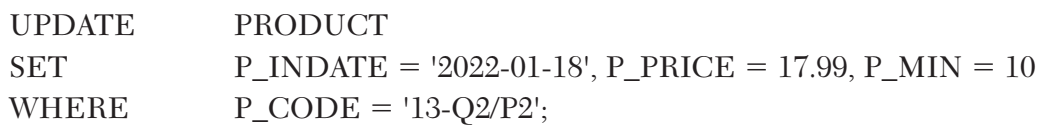 UPDATE PRODUCT
SET P_INDATE = '2022-01-18', P_PRICE = 17.99, P_MIN = 10
WHERE P_CODE = '13-Q2/P2';